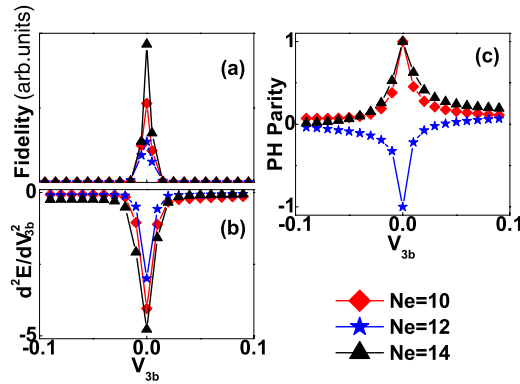 Fidelity (arb.units)
(a)
0
d²E/dV²3b
(b)
-5
-0.1
0.0
0.1
V3b
PH Parity
1
0
-1
(c)
-0.1
0.0
0.1
V3b
Ne=10
Ne=12
Ne=14